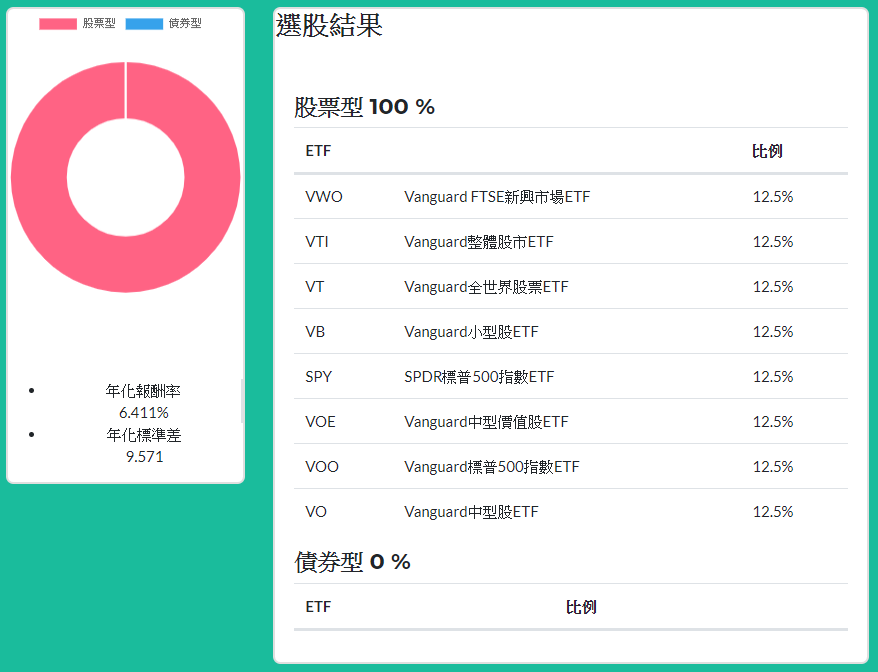 股票型 債券型
年化報酬率
6.411%
年化標準差
9.571
選股結果
股票型 100 %
ETF 比例
VWO Vanguard FTSE新興市場ETF 12.5%
VTI Vanguard整體股市ETF 12.5%
VT Vanguard全世界股票ETF 12.5%
VB Vanguard小型股ETF 12.5%
SPY SPDR標普500指數ETF 12.5%
VOE Vanguard中型價值股ETF 12.5%
VOO Vanguard標普500指數ETF 12.5%
VO Vanguard中型股ETF 12.5%
債券型 0 %
ETF 比例